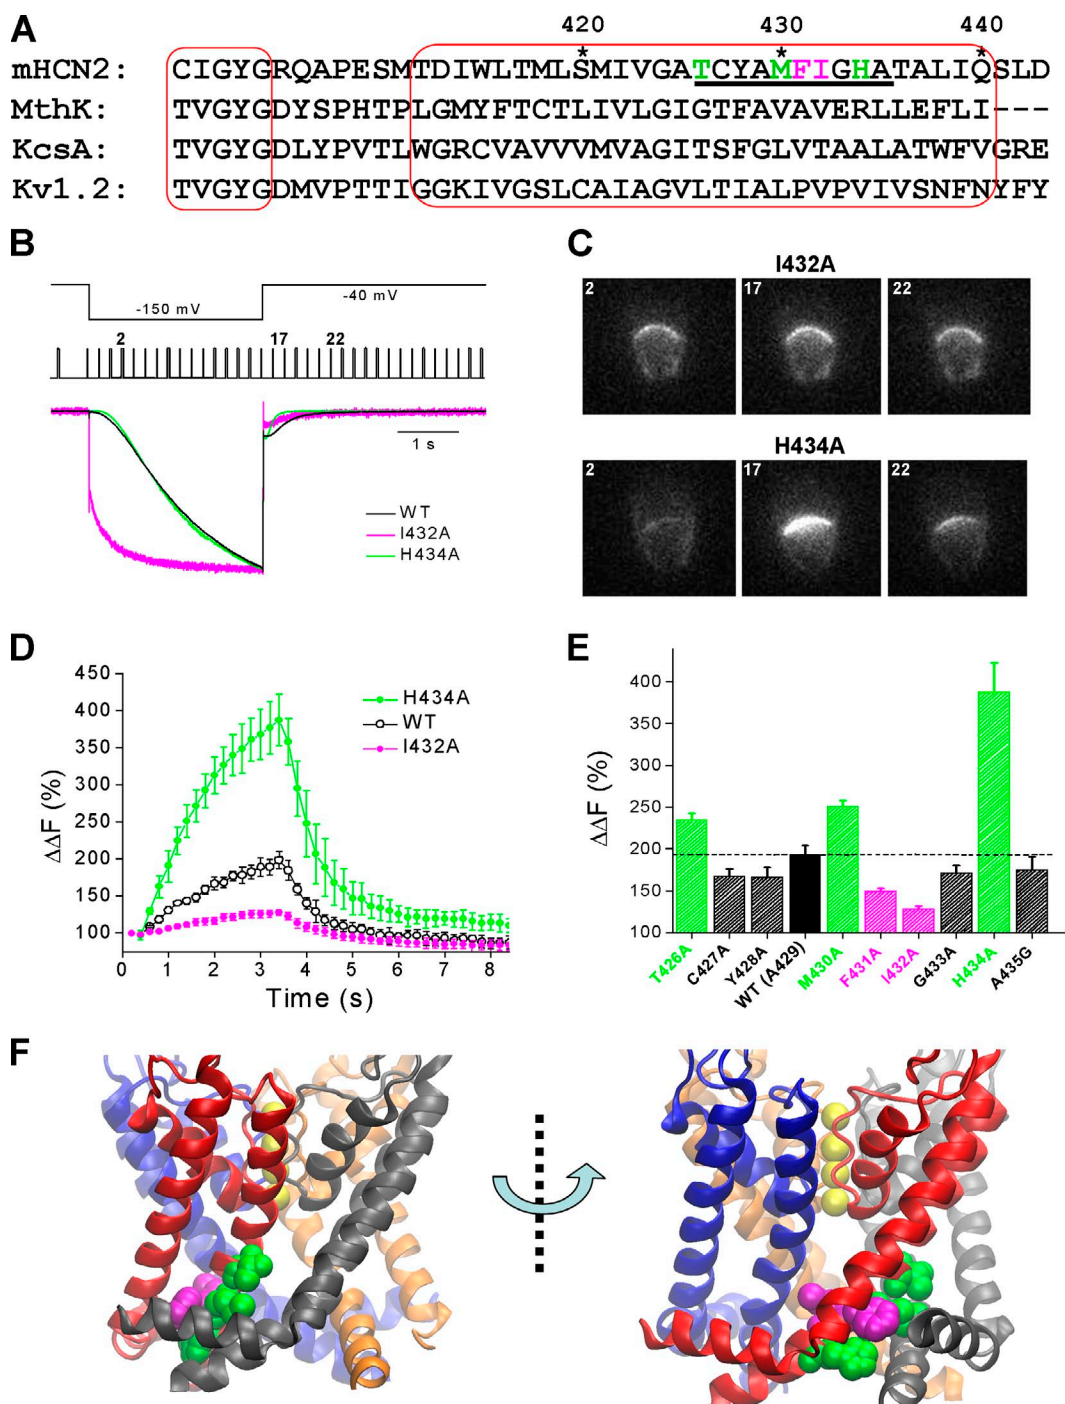 A
420 430 440
* * *
mHCN2: CIGYGRQAPESMTDIWLTMLSMIVGATCYAMFIGHATALIQSLD
MthK: TVGYGDYSPHTPLGMYFTCTLIVLGIGTFAVAVERLLEFLI---
KcsA: TVGYGDLYPVTLWGRCVAVVVMVAGITSFGLVTAALATWFVGRE
Kv1.2: TVGYGDMVPTTIGGKIVGSLCAIAGVLTIALPVPVIVSNFNYFY
B
-150 mV
-40 mV
2 17 22
1 s
WT
I432A
H434A
C
I432A
2 17 22
H434A
2 17 22
D
450
400
350
300
250
200
150
100
ΔΔF (%)
H434A
WT
I432A
0 1 2 3 4 5 6 7 8
Time (s)
E
400
350
300
250
200
150
100
ΔΔF (%)
T426A
C427A
Y428A
WT (A429)
M430A
F431A
I432A
G433A
H434A
A435G
F